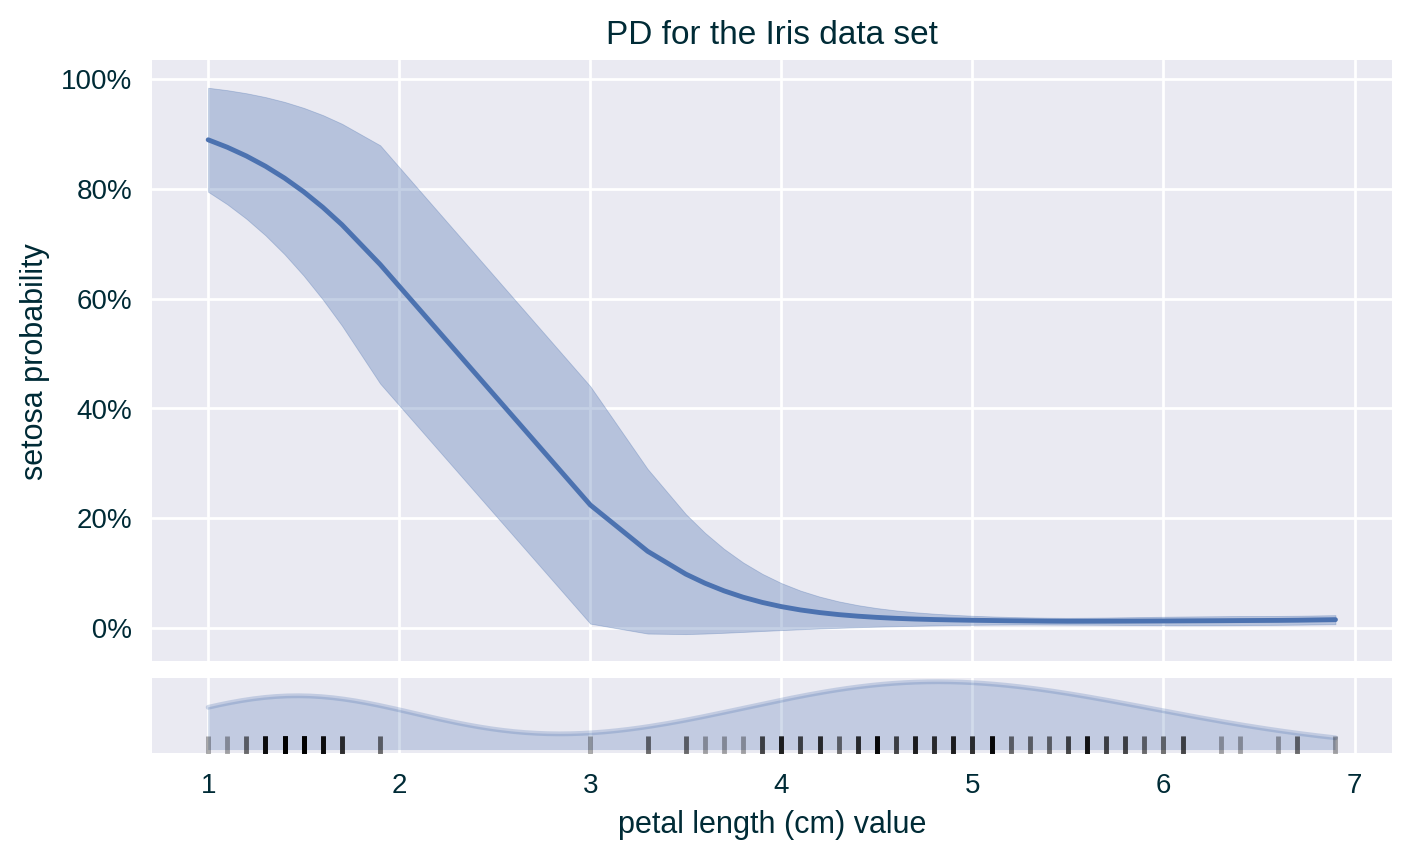 PD for the Iris data set
100%
80%
60%
40%
20%
0%
setosa probability
1 2 3 4 5 6 7
petal length (cm) value